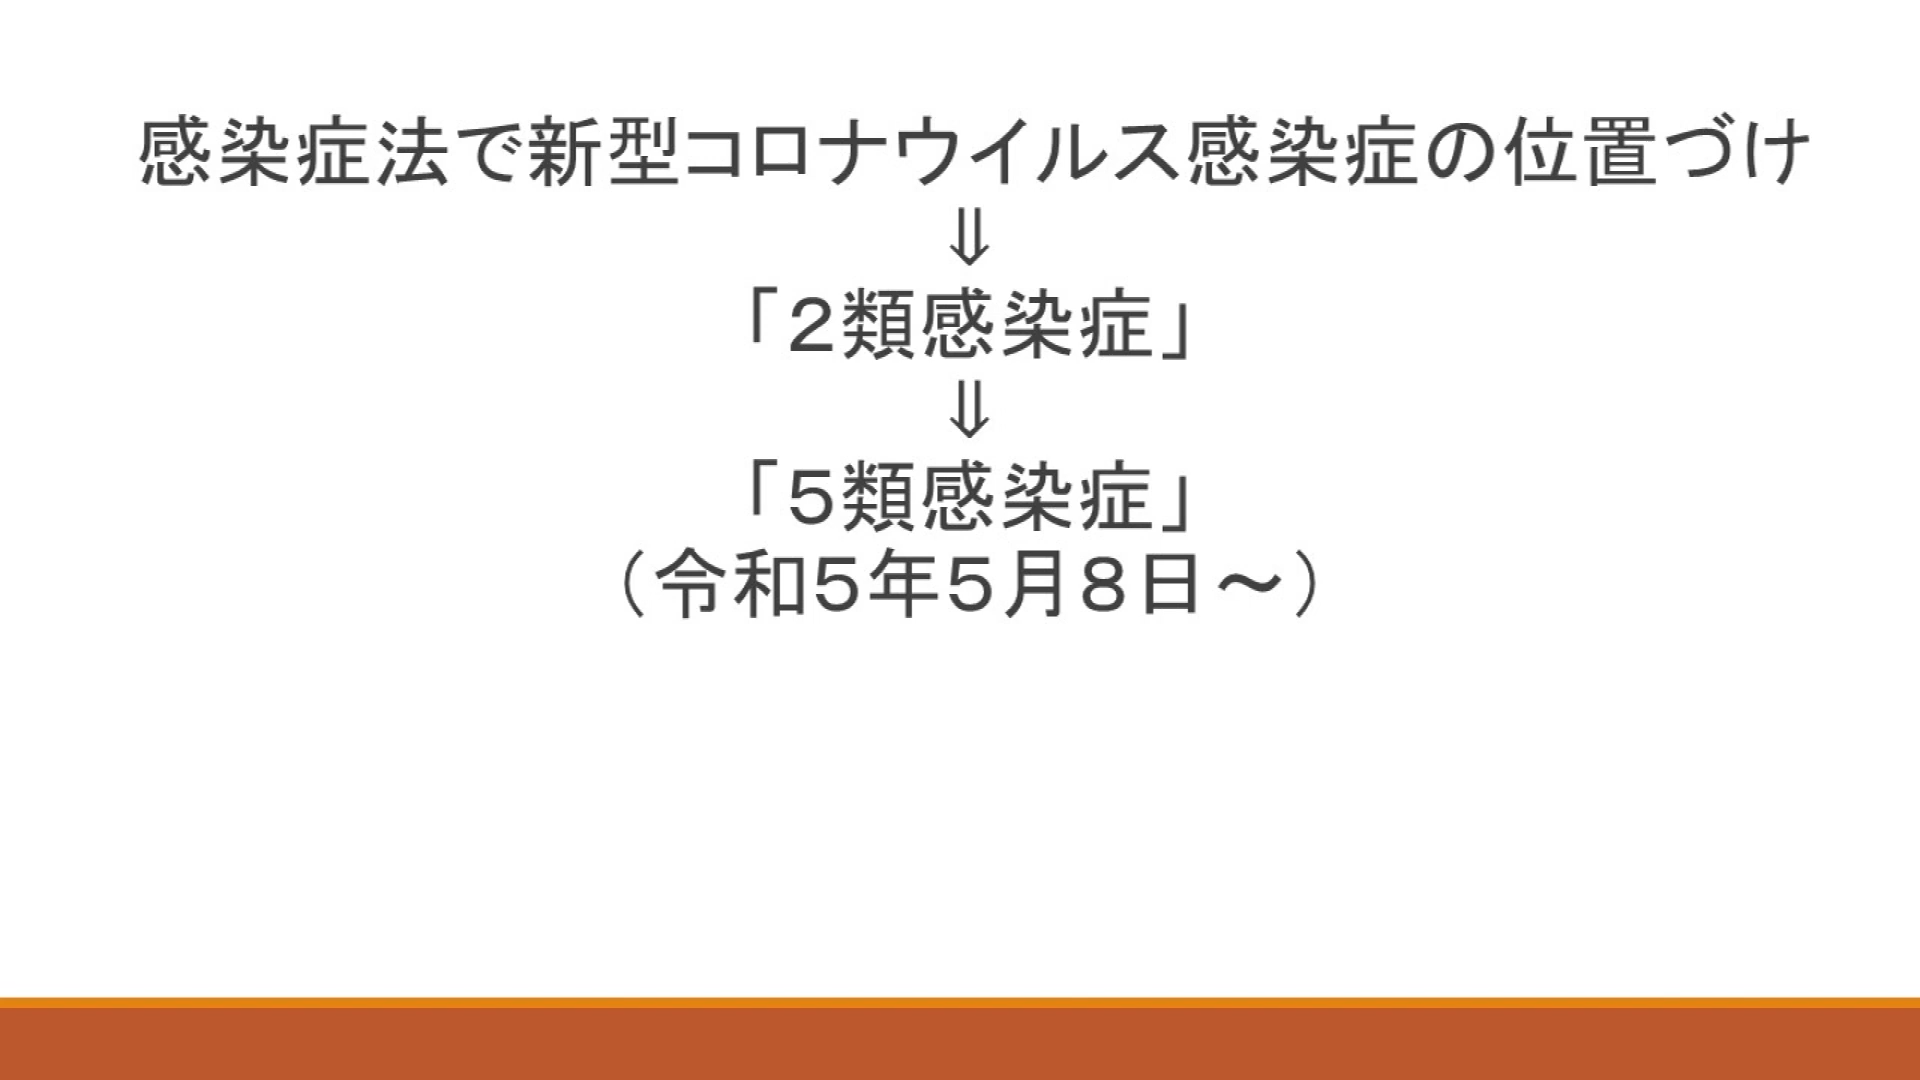 感染症法で新型コロナウイルス感染症の位置づけ
⇓
「２類感染症」
⇓
「５類感染症」
（令和５年５月８日～）